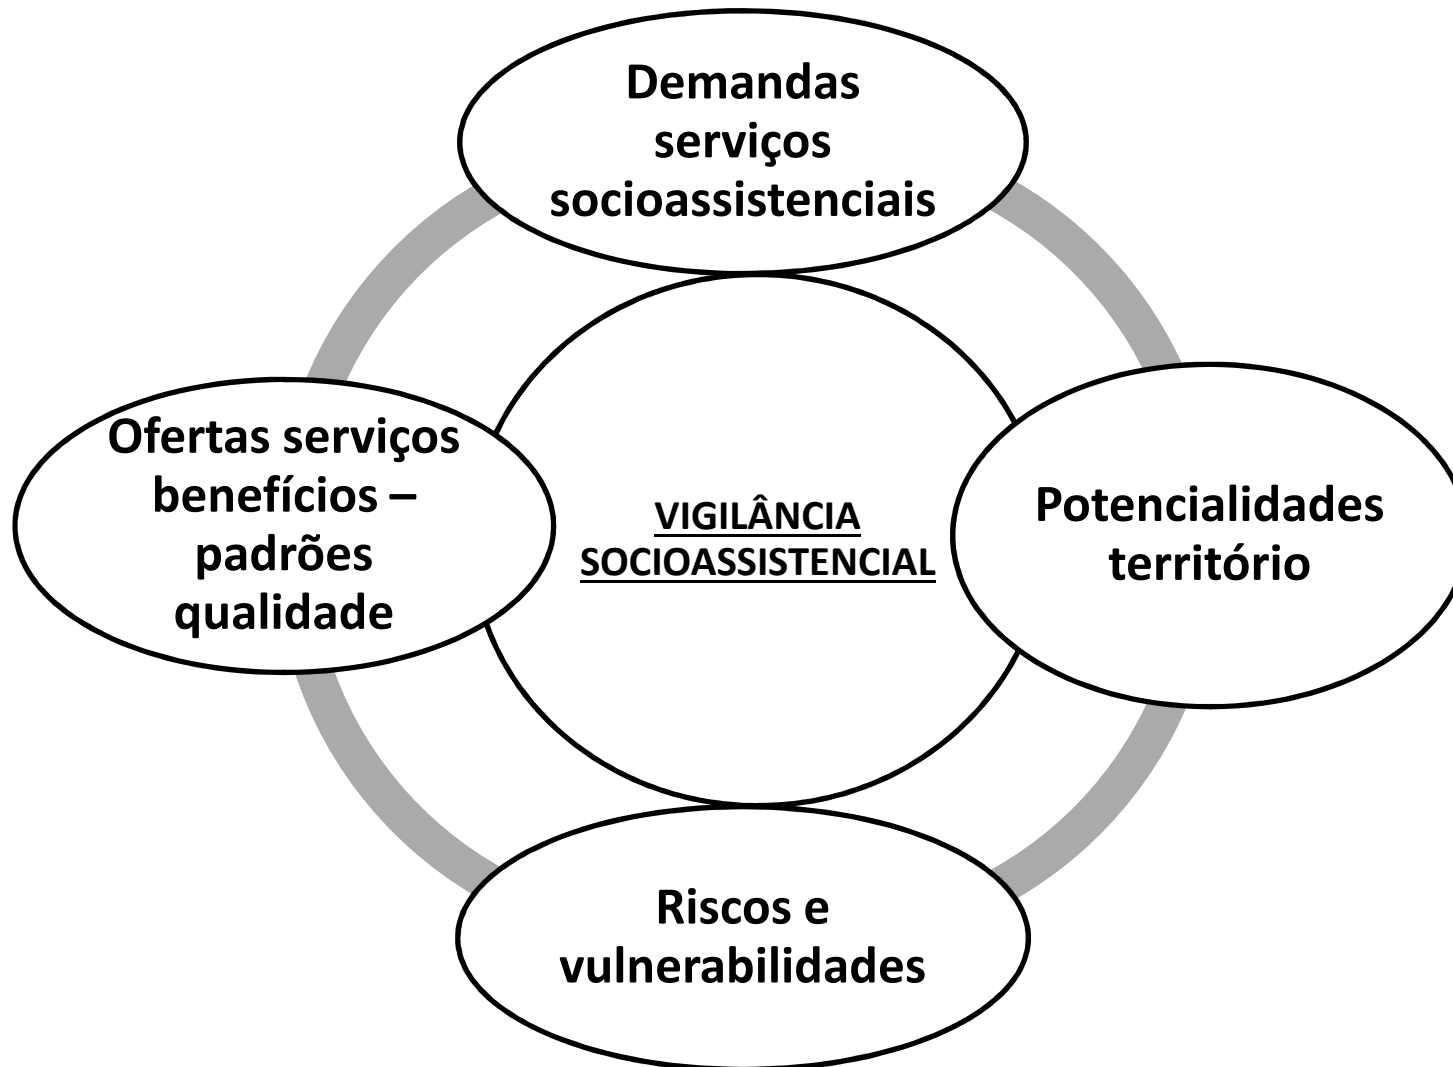 Demandas
serviços
socioassistenciais
Ofertas serviços
benefícios –
padrões
qualidade
VIGILÂNCIA
SOCIOASSISTENCIAL
Potencialidades
território
Riscos e
vulnerabilidades